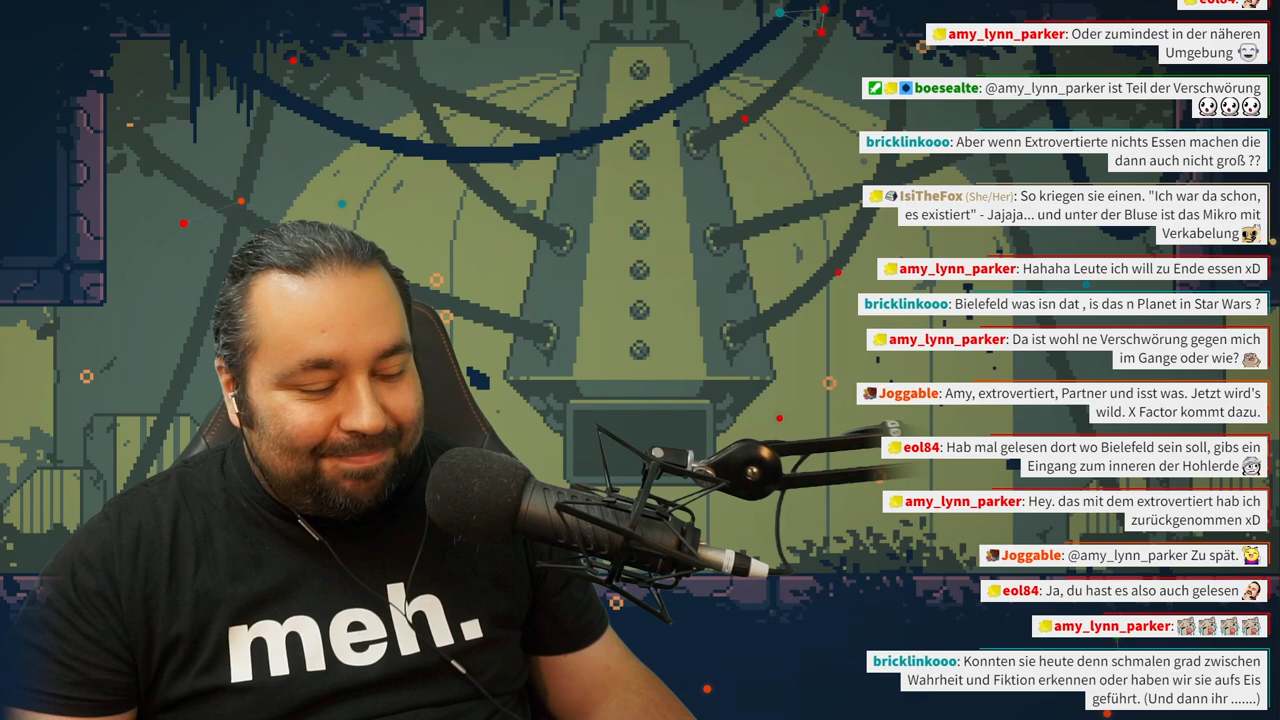 eol84:
amy_lynn_parker: Oder zumindest in der näheren
Umgebung
boesealte: @amy_lynn_parker ist Teil der Verschwörung
bricklinkooo: Aber wenn Extrovertierte nichts Essen machen die
dann auch nicht groß ??
IsiTheFox (She/Her): So kriegen sie einen. "Ich war da schon,
es existiert" - Jajaja... und unter der Bluse ist das Mikro mit
Verkabelung
amy_lynn_parker: Hahaha Leute ich will zu Ende essen xD
bricklinkooo: Bielefeld was isn dat , is das n Planet in Star Wars ?
amy_lynn_parker: Da ist wohl ne Verschwörung gegen mich
im Gange oder wie?
Joggable: Amy, extrovertiert, Partner und isst was. Jetzt wird's
wild. X Factor kommt dazu.
eol84: Hab mal gelesen dort wo Bielefeld sein soll, gibs ein
Eingang zum inneren der Hohlerde
amy_lynn_parker: Hey. das mit dem extrovertiert hab ich
zurückgenommen xD
Joggable: @amy_lynn_parker Zu spät.
eol84: Ja, du hast es also auch gelesen
amy_lynn_parker:
bricklinkooo: Konnten sie heute denn schmalen grad zwischen
Wahrheit und Fiktion erkennen oder haben wir sie aufs Eis
geführt. (Und dann ihr .......)
meh.